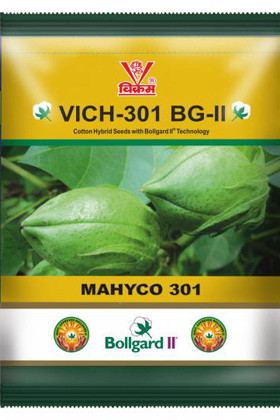 विक्रम ®
VICH-301 BG-II
Cotton Hybrid Seeds with Bollgard II® Technology
MAHYCO 301
Bollgard II®